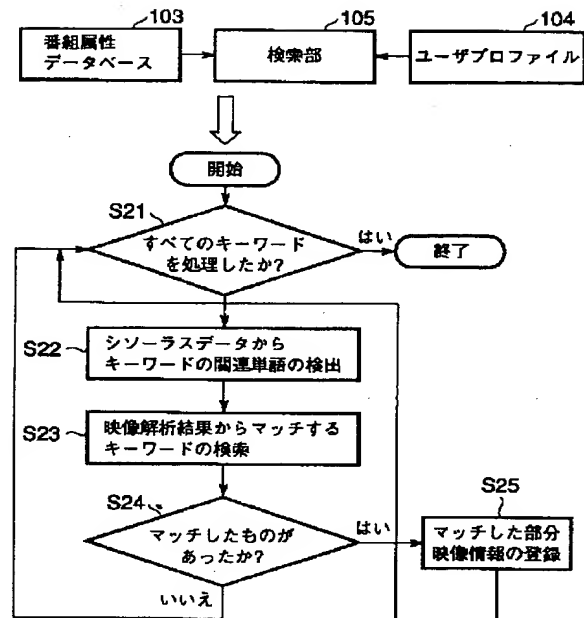 103
105
104
番組属性
データベース
検索部
ユーザプロファイル
開始
S21
すべてのキーワード
を処理したか?
はい
終了
S22
シソーラスデータから
キーワードの関連単語の検出
S23
映像解析結果からマッチする
キーワードの検索
S24
マッチしたものが
あったか?
はい
いいえ
S25
マッチした部分
映像情報の登録